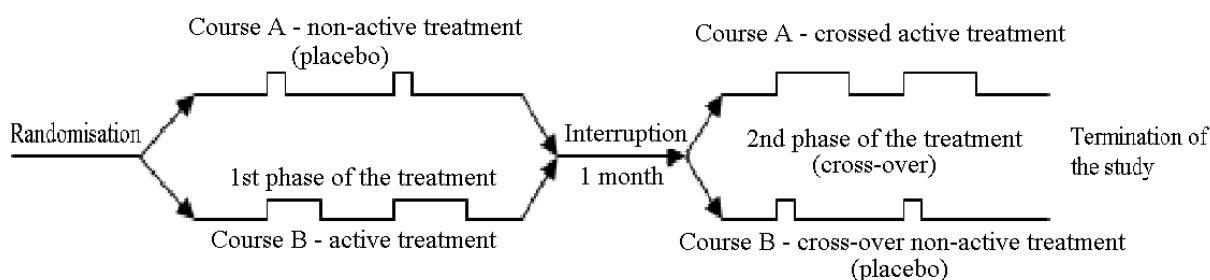 Course A - non-active treatment
(placebo)
Course A - crossed active treatment
Randomisation
1st phase of the treatment
Interruption
1 month
2nd phase of the treatment
(cross-over)
Termination of
the study
Course B - active treatment
Course B - cross-over non-active treatment
(placebo)